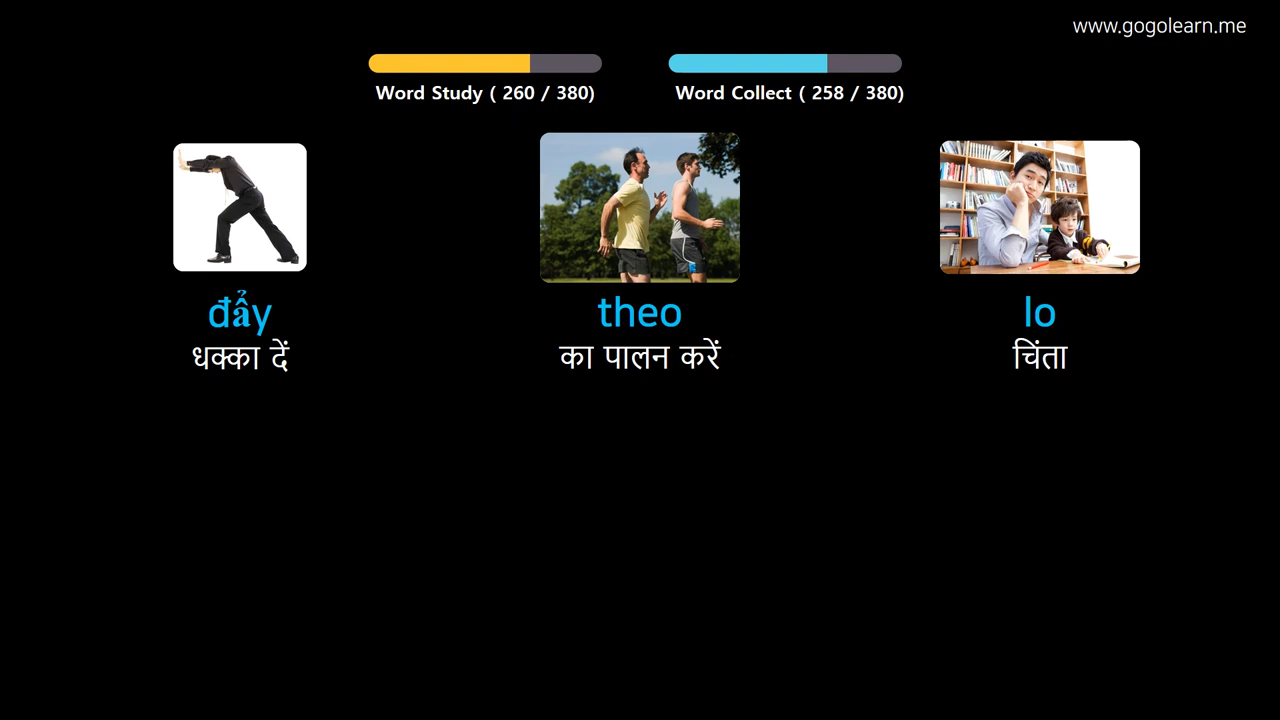 www.gogolearn.me
Word Study ( 260 / 380)
Word Collect ( 258 / 380)
đẩy
theo
lo
धक्का दें
का पालन करें
चिंता